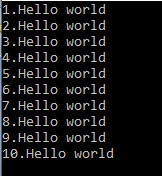 1.Hello world
2.Hello world
3.Hello world
4.Hello world
5.Hello world
6.Hello world
7.Hello world
8.Hello world
9.Hello world
10.Hello world